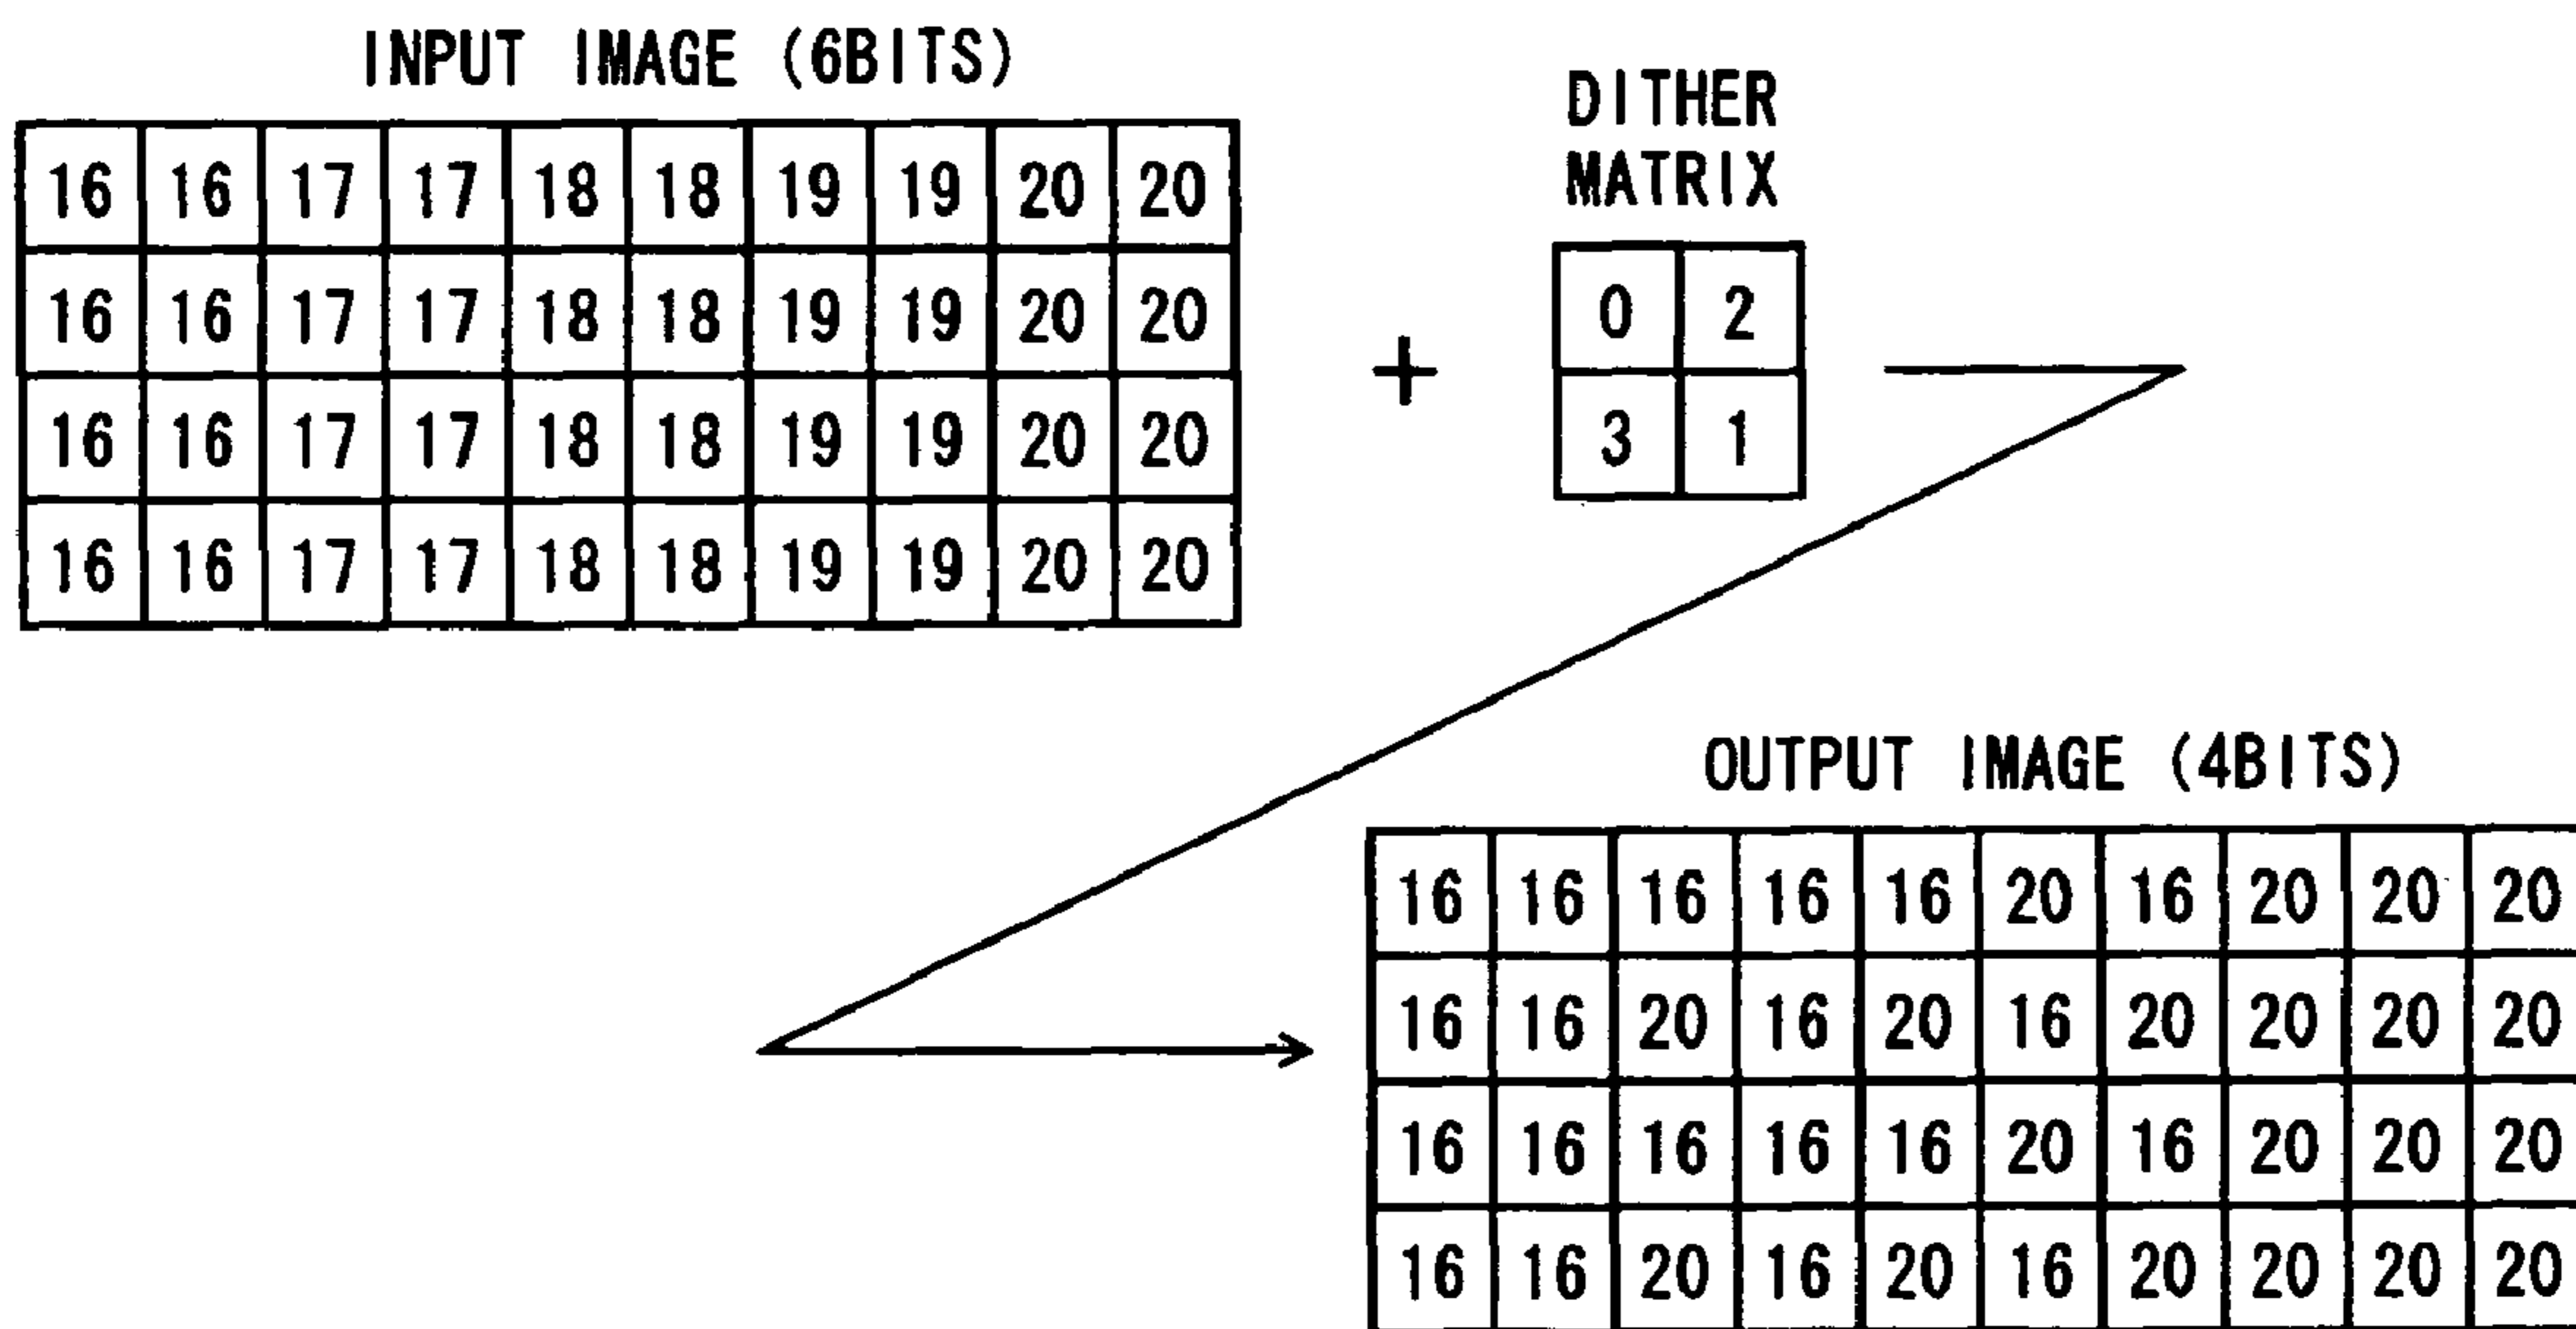 INPUT IMAGE (6BITS)
16 16 17 17 18 18 19 19 20 20
16 16 17 17 18 18 19 19 20 20
16 16 17 17 18 18 19 19 20 20
16 16 17 17 18 18 19 19 20 20
+
DITHER
MATRIX
0 2
3 1
OUTPUT IMAGE (4BITS)
16 16 16 16 16 20 16 20 20 20
16 16 20 16 20 16 20 20 20 20
16 16 16 16 16 20 16 20 20 20
16 16 20 16 20 16 20 20 20 20